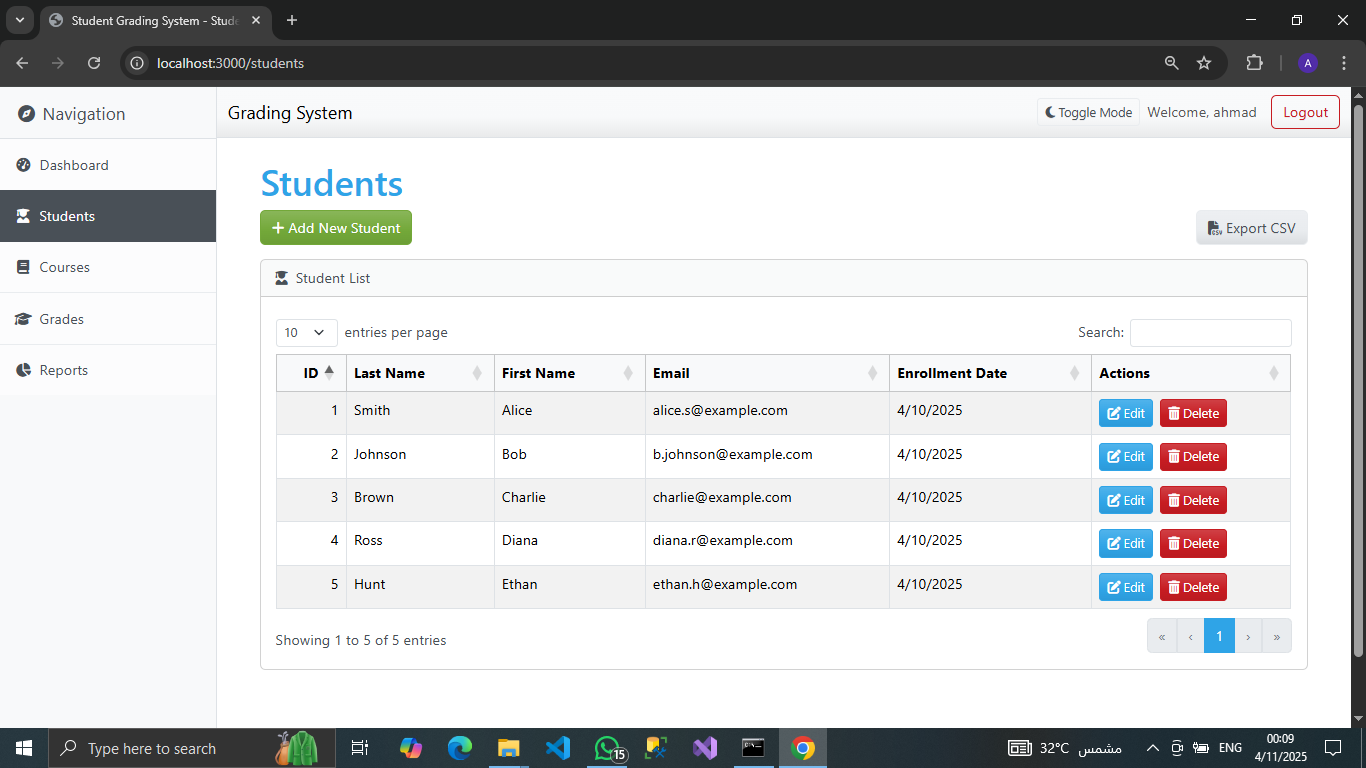 Student Grading System - Stude
localhost:3000/students
A
Navigation
Grading System
Toggle Mode
Welcome, ahmad
Logout
Dashboard
Students
Courses
Grades
Reports
Students
+ Add New Student
Export CSV
Student List
10 entries per page
Search:
ID Last Name First Name Email Enrollment Date Actions
1 Smith Alice alice.s@example.com 4/10/2025 Edit Delete
2 Johnson Bob b.johnson@example.com 4/10/2025 Edit Delete
3 Brown Charlie charlie@example.com 4/10/2025 Edit Delete
4 Ross Diana diana.r@example.com 4/10/2025 Edit Delete
5 Hunt Ethan ethan.h@example.com 4/10/2025 Edit Delete
Showing 1 to 5 of 5 entries
« ‹ 1 › »
Type here to search
15
32°C مشمس
ENG
00:09
4/11/2025